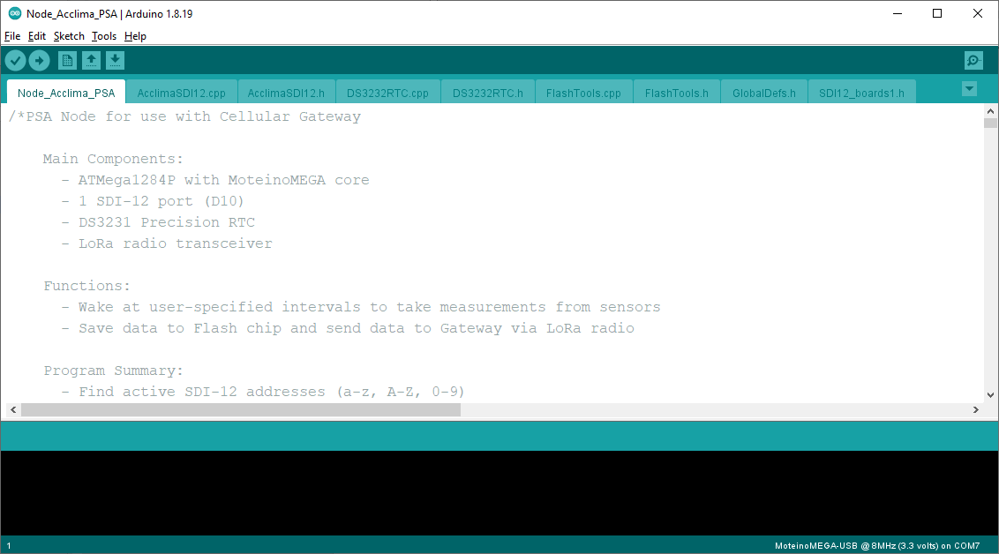 Node_Acclima_PSA | Arduino 1.8.19
File Edit Sketch Tools Help
Node_Acclima_PSA AcclimaSDI12.cpp AcclimaSDI12.h DS3232RTC.cpp DS3232RTC.h FlashTools.cpp FlashTools.h GlobalDefs.h SDI12_boards1.h
/*PSA Node for use with Cellular Gateway
Main Components:
- ATMega1284P with MoteinoMEGA core
- 1 SDI-12 port (D10)
- DS3231 Precision RTC
- LoRa radio transceiver
Functions:
- Wake at user-specified intervals to take measurements from sensors
- Save data to Flash chip and send data to Gateway via LoRa radio
Program Summary:
- Find active SDI-12 addresses (a-z, A-Z, 0-9)
1 MoteinoMEGA-USB @ 8MHz (3.3 volts) on COM7